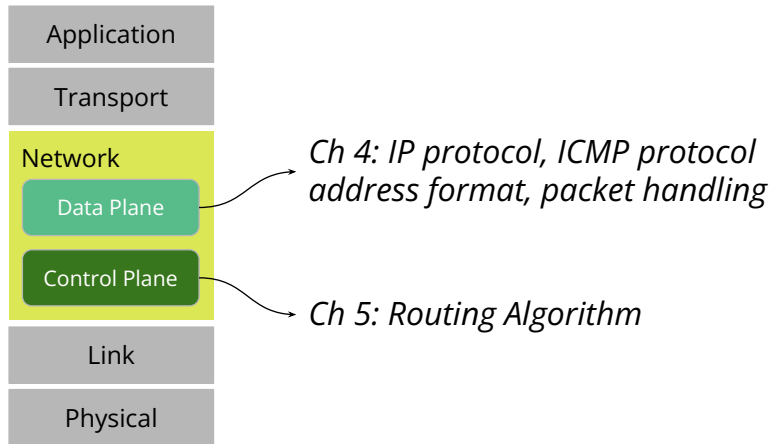 Application
Transport
Network
Data Plane
Control Plane
Link
Physical
Ch 4: IP protocol, ICMP protocol
address format, packet handling
Ch 5: Routing Algorithm